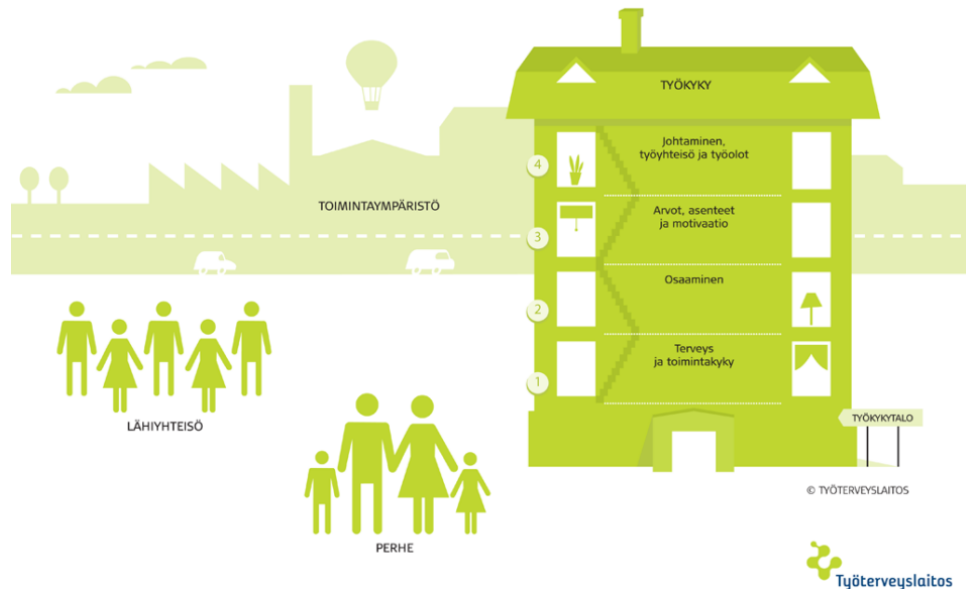 TYÖKYKY
4
Johtaminen,
työyhteisö ja työolot
TOIMINTAYMPÄRISTÖ
3
Arvot, asenteet
ja motivaatio
2
Osaaminen
1
Terveys
ja toimintakyky
LÄHIYHTEISÖ
TYÖKYKYTALO
PERHE
© TYÖTERVEYSLAITOS
Työterveyslaitos